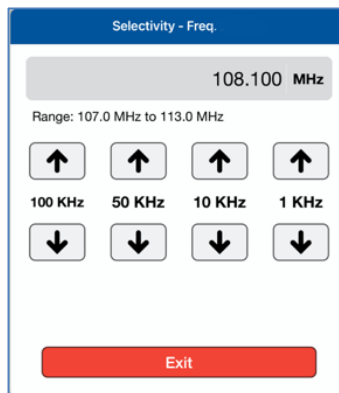 Selectivity - Freq.
108.100 MHz
Range: 107.0 MHz to 113.0 MHz
100 KHz 50 KHz 10 KHz 1 KHz
Exit